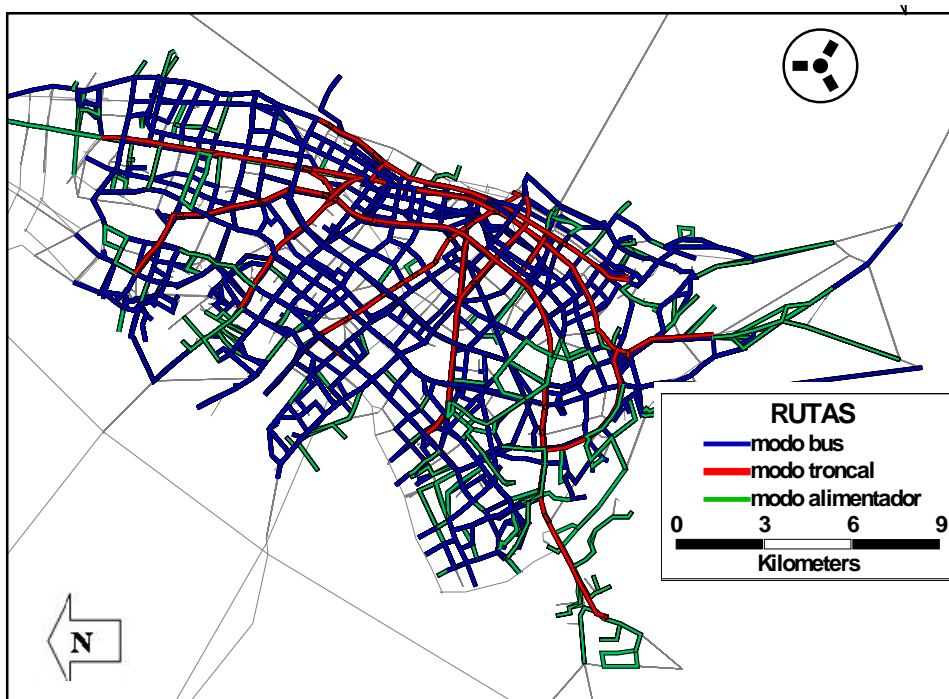 RUTAS
modo bus
modo troncal
modo alimentador
0 3 6 9
Kilometers
N